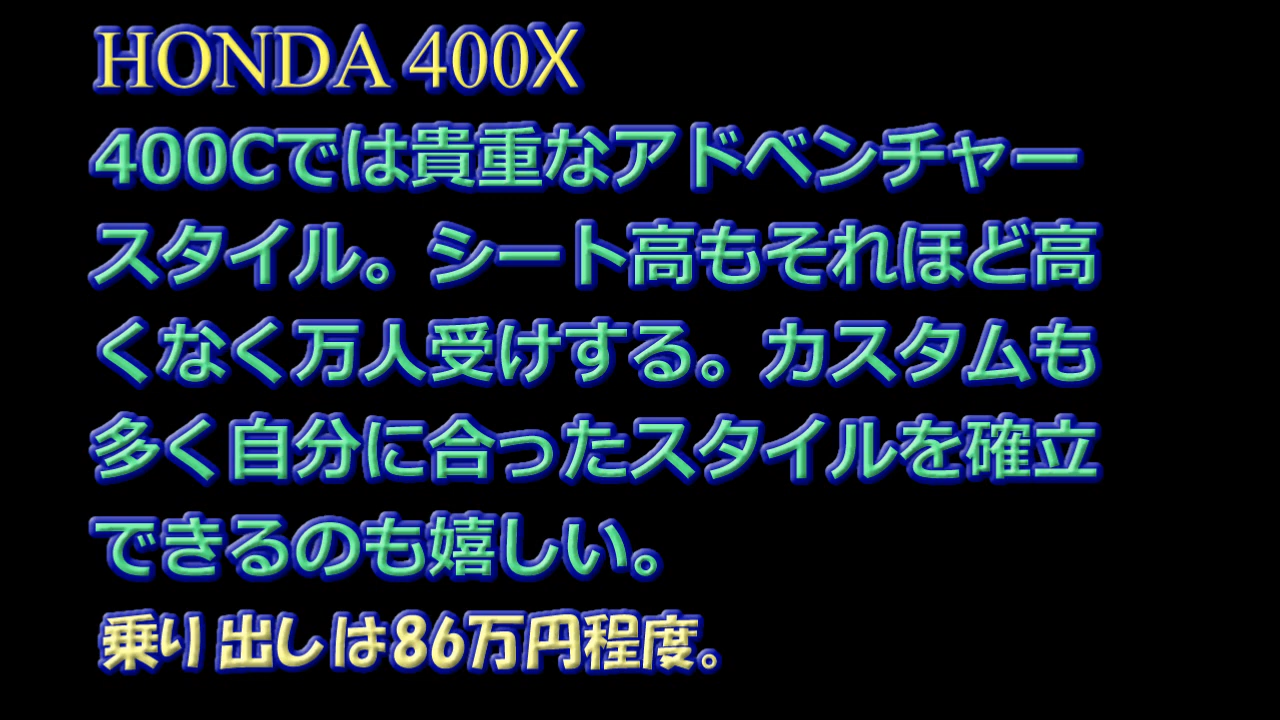 HONDA 400X
400Cでは貴重なアドベンチャー
スタイル。シート高もそれほど高
くなく万人受けする。カスタムも
多く自分に合ったスタイルを確立
できるのも嬉しい。
乗り出しは86万円程度。